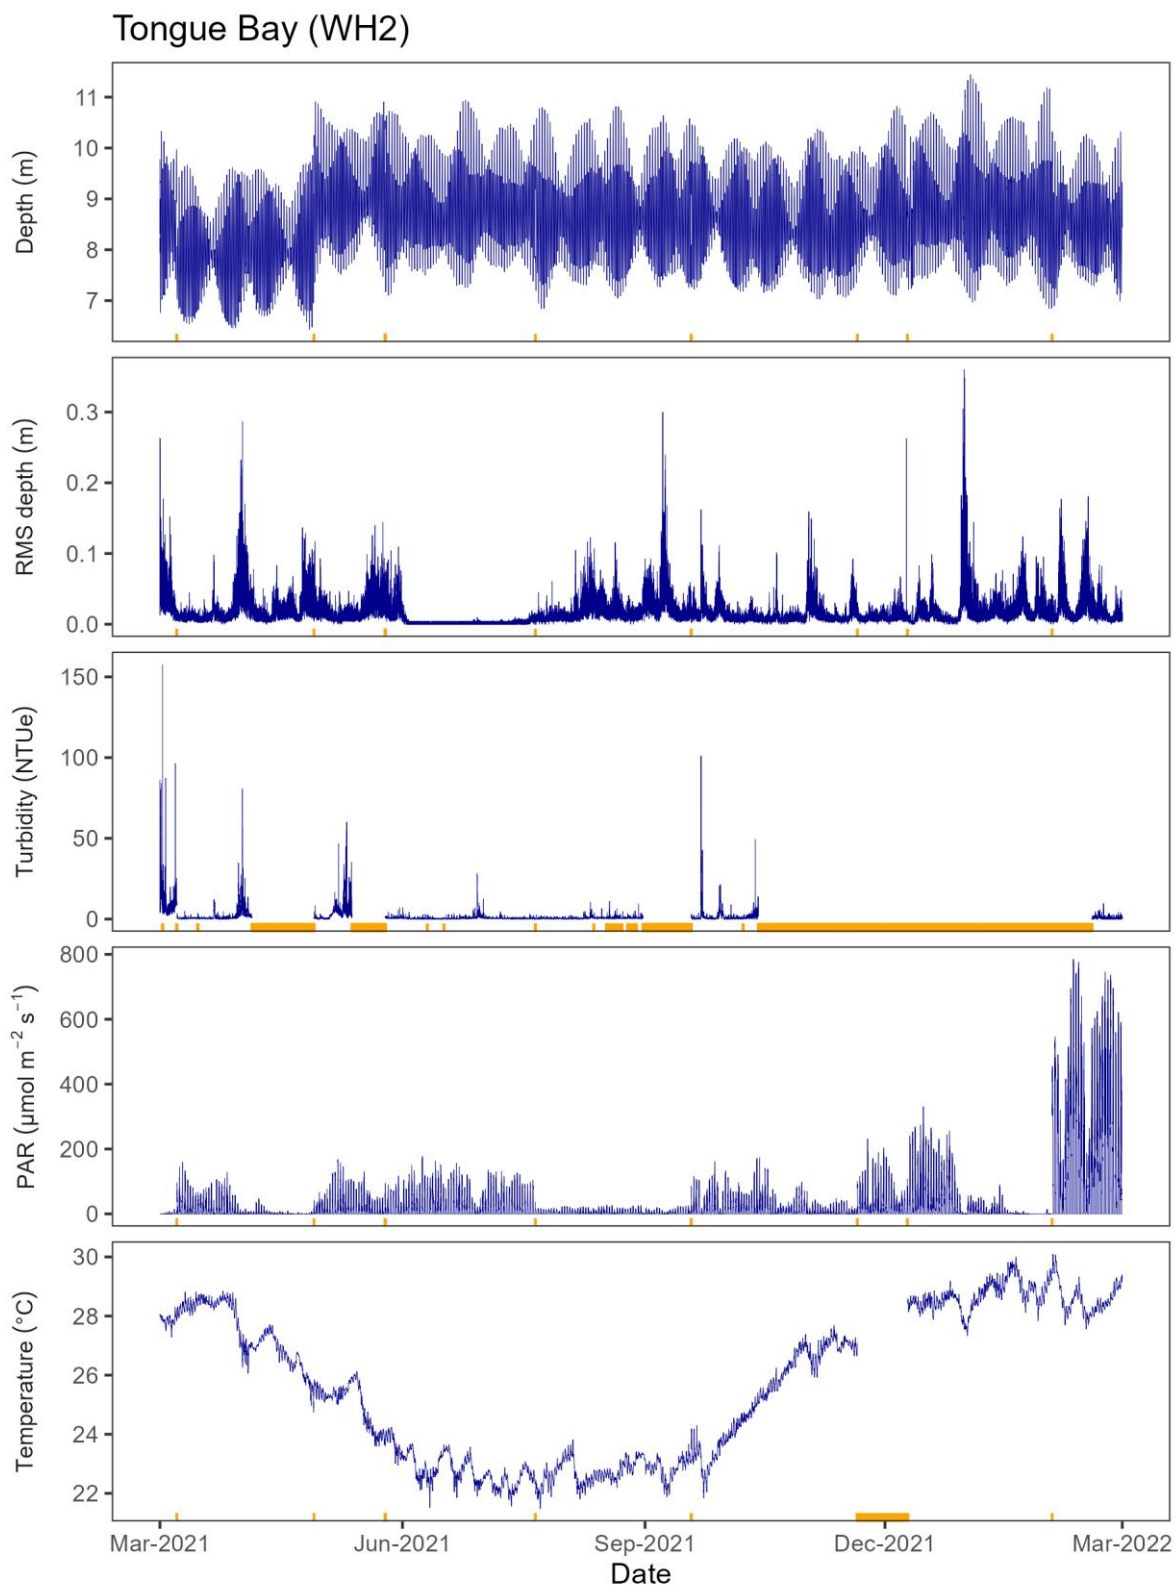 Tongue Bay (WH2)
Depth (m)
11
10
9
8
7
RMS depth (m)
0.3
0.2
0.1
0.0
Turbidity (NTUe)
150
100
50
0
PAR (µmol m⁻² s⁻¹)
800
600
400
200
0
Temperature (°C)
30
28
26
24
22
Mar-2021 Jun-2021 Sep-2021 Dec-2021 Mar-2022
Date